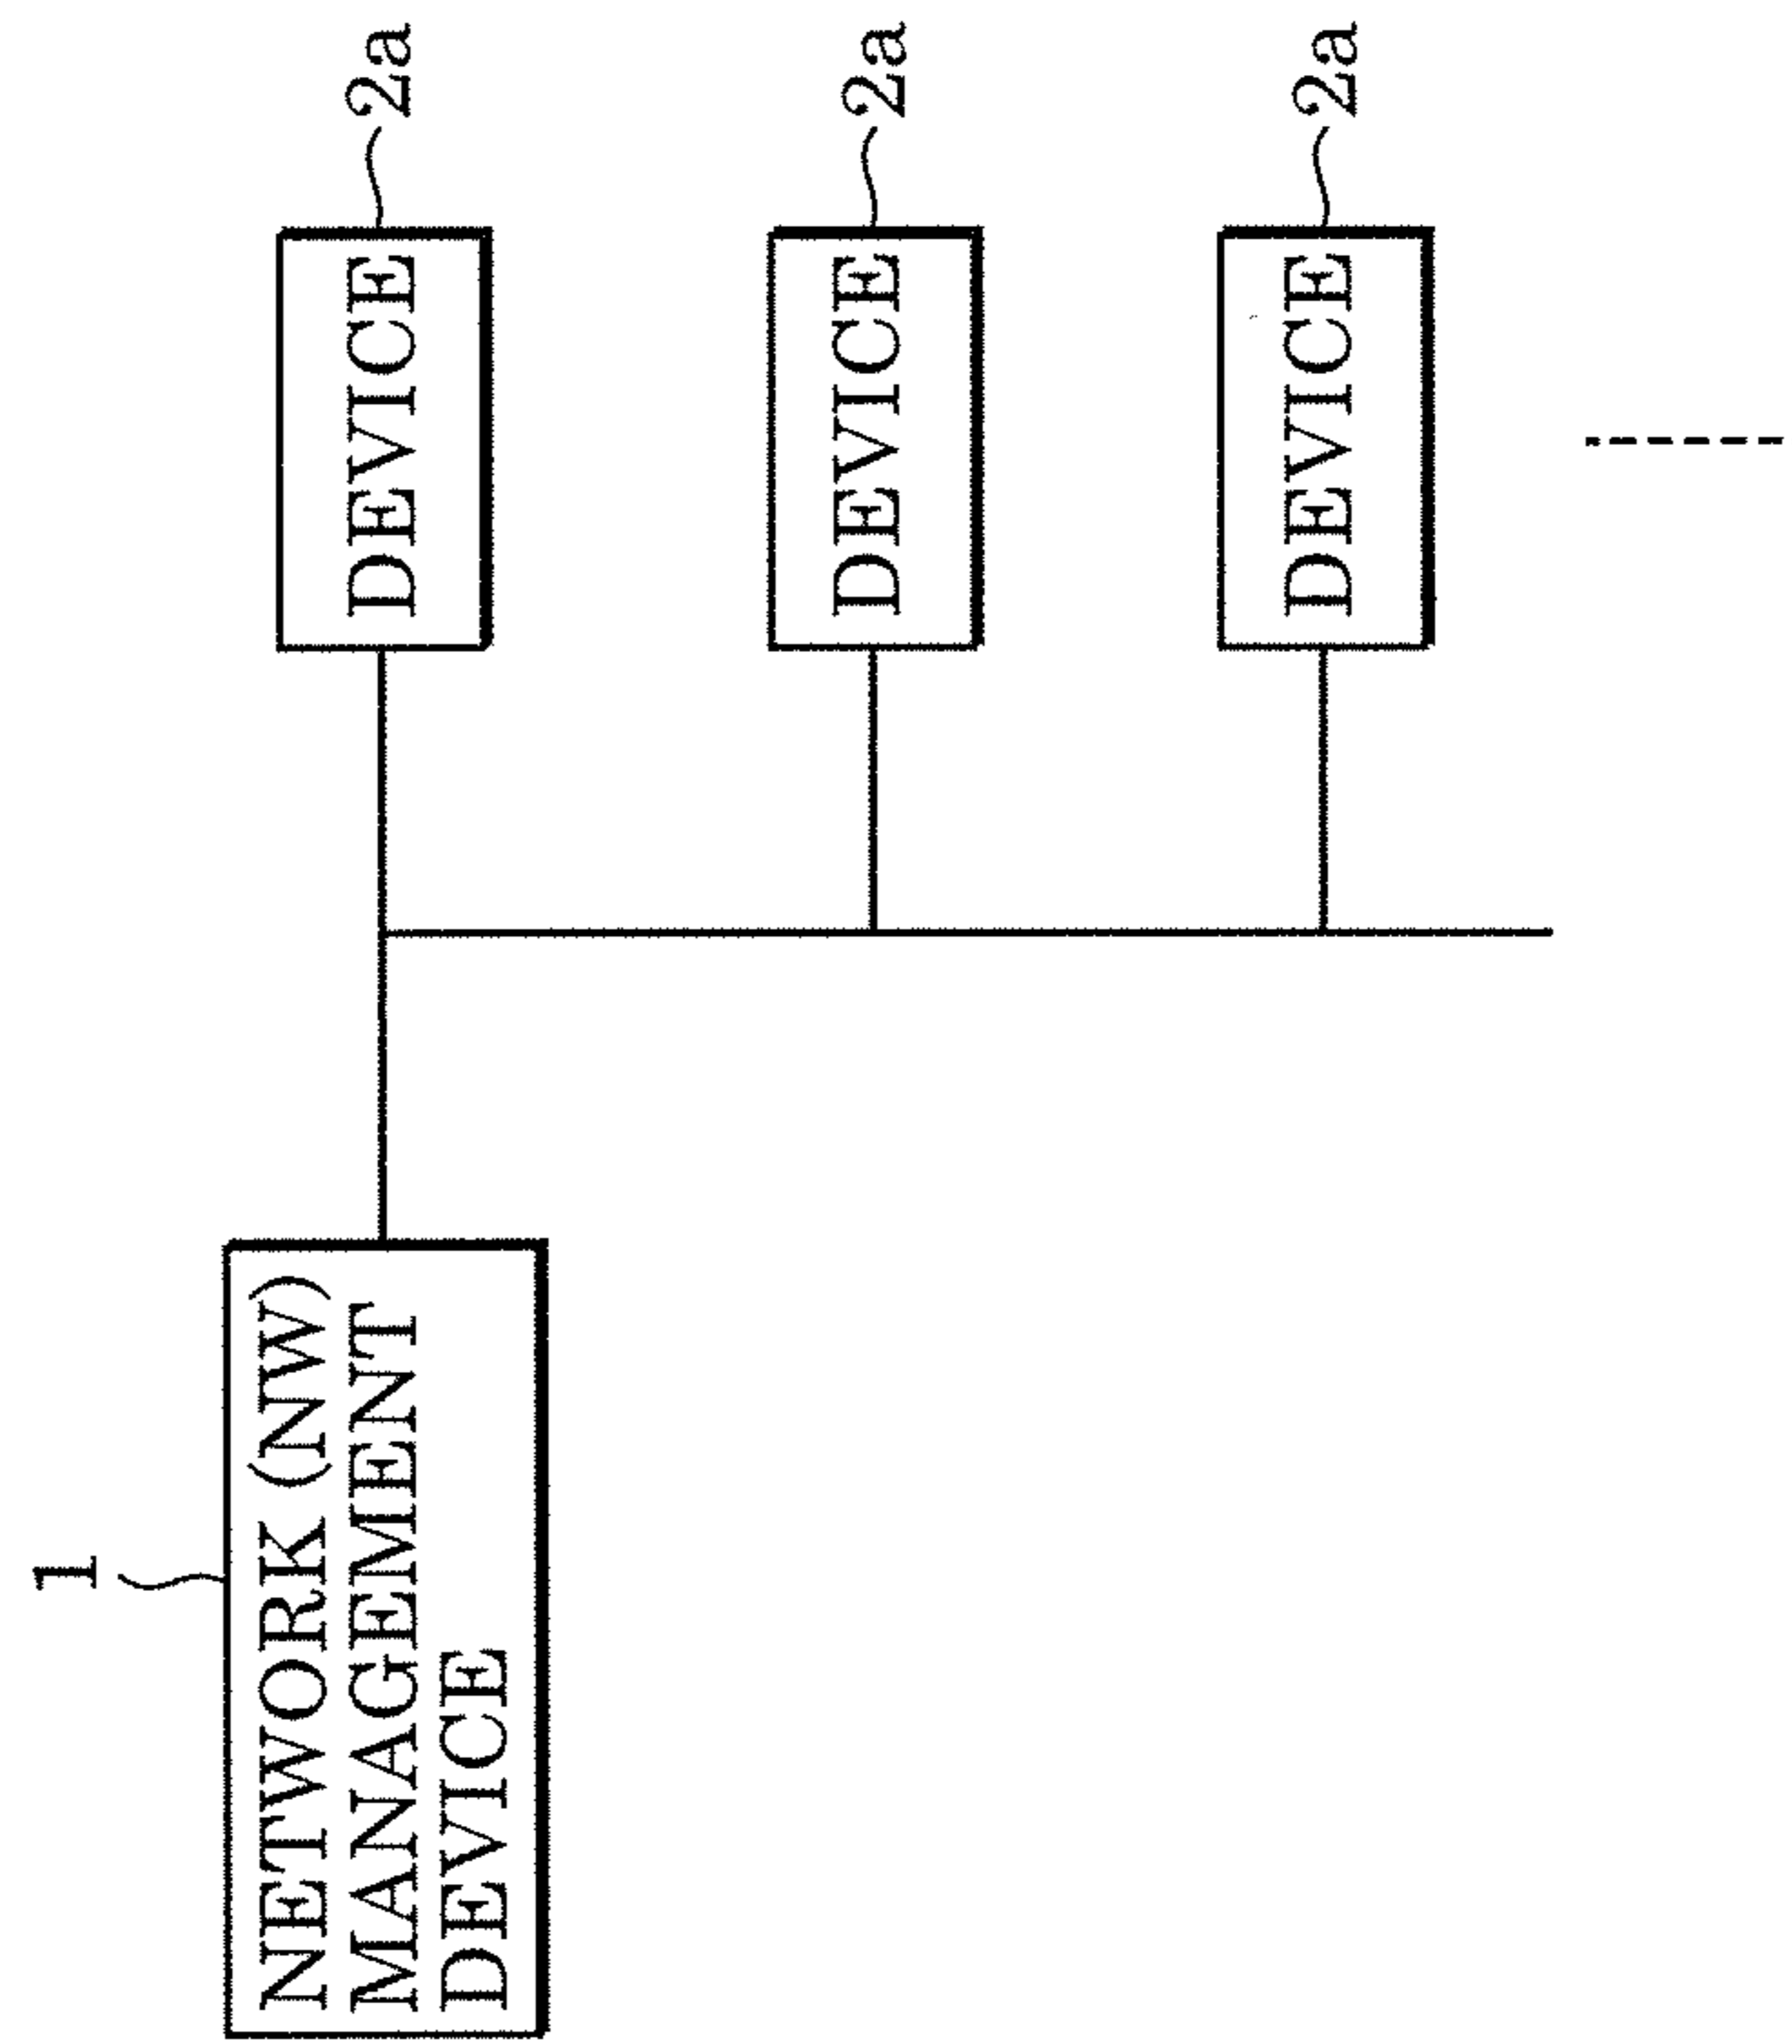 1
NETWORK (NW)
MANAGEMENT
DEVICE
DEVICE
2a
DEVICE
2a
DEVICE
2a